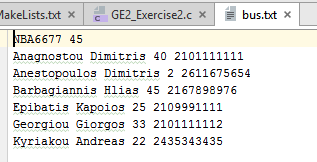 MakeLists.txt GE2_Exercise2.c bus.txt
NBA6677 45
Anagnostou Dimitris 40 2101111111
Anestopoulos Dimitris 2 2611675654
Barbagiannis Hlias 45 2167898976
Epibatis Kapoios 25 2109991111
Georgiou Giorgos 33 2101111112
Kyriakou Andreas 22 2435343435